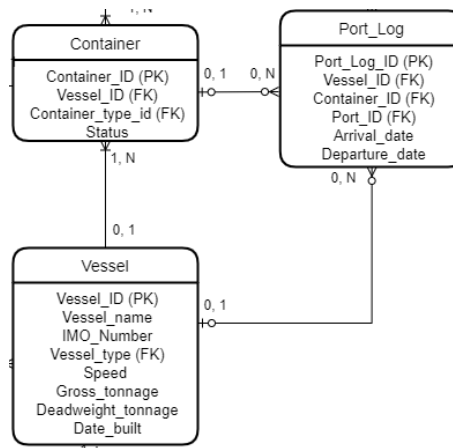 1, N
Container
Container_ID (PK)
Vessel_ID (FK)
Container_type_id (FK)
Status
0, 1
0, N
Port_Log
Port_Log_ID (PK)
Vessel_ID (FK)
Container_ID (FK)
Port_ID (FK)
Arrival_date
Departure_date
1, N
0, N
0, 1
Vessel
0, 1
Vessel_ID (PK)
Vessel_name
IMO_Number
Vessel_type (FK)
Speed
Gross_tonnage
Deadweight_tonnage
Date_built